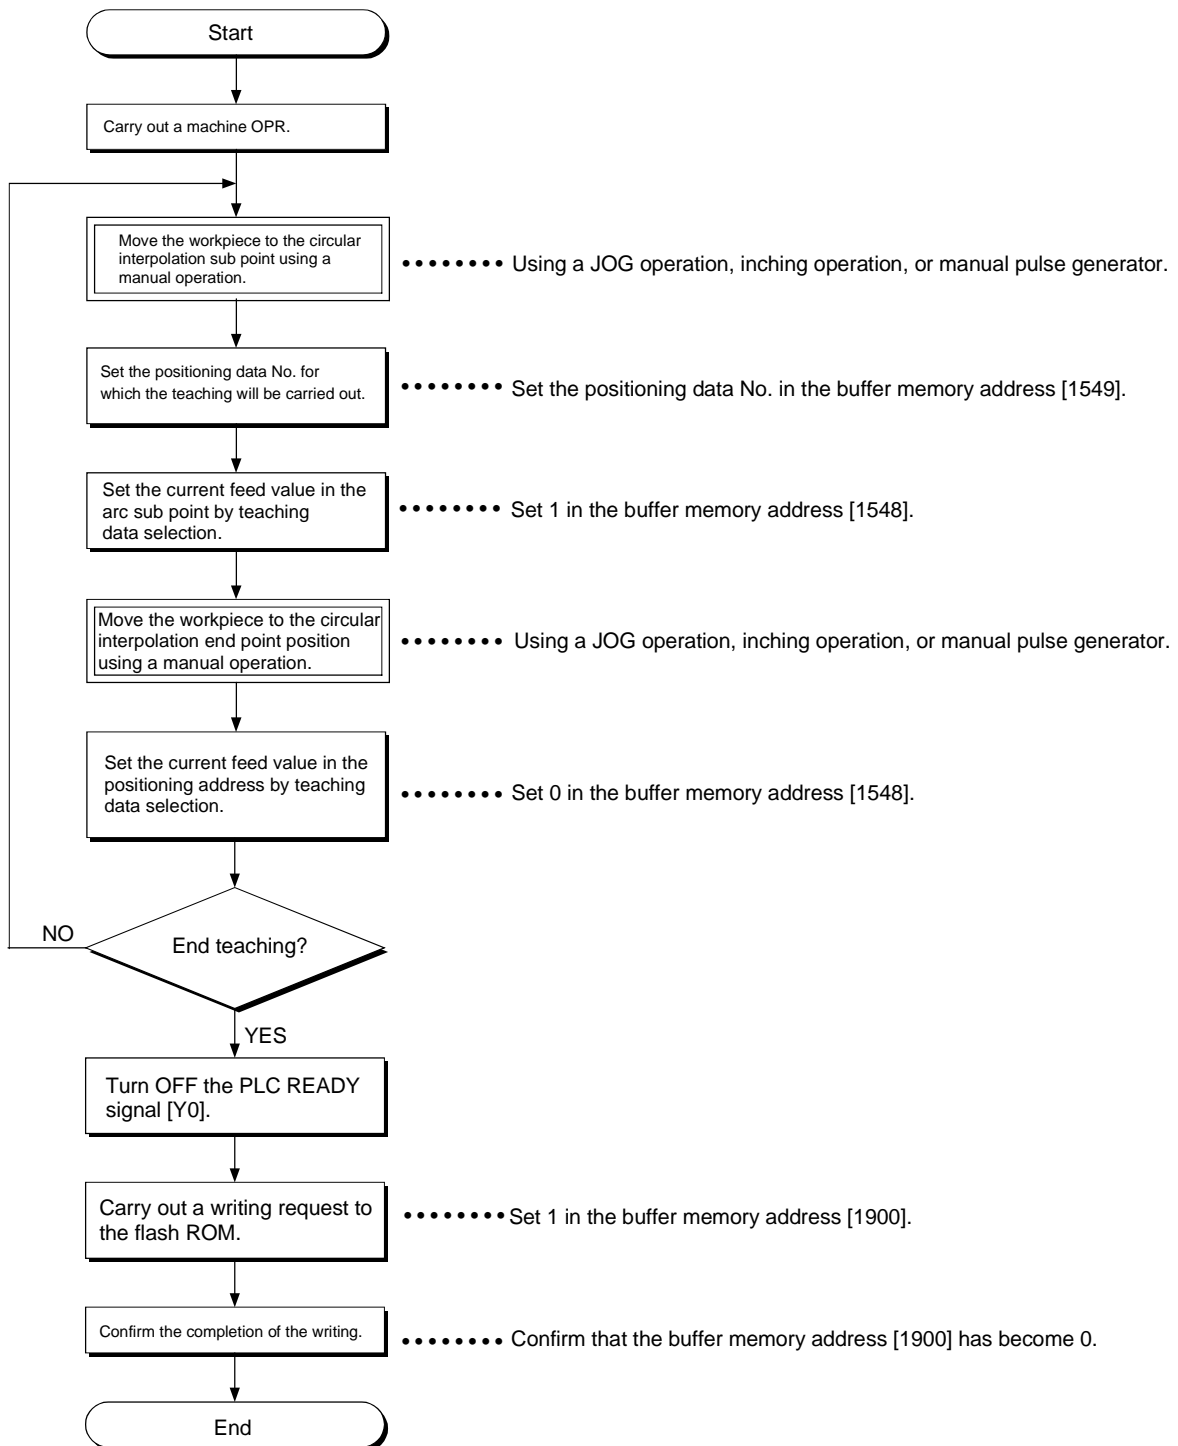 Start
Carry out a machine OPR.
Move the workpiece to the circular
interpolation sub point using a
manual operation.
•••••••• Using a JOG operation, inching operation, or manual pulse generator.
Set the positioning data No. for
which the teaching will be carried out.
•••••••• Set the positioning data No. in the buffer memory address [1549].
Set the current feed value in the
arc sub point by teaching
data selection.
•••••••• Set 1 in the buffer memory address [1548].
Move the workpiece to the circular
interpolation end point position
using a manual operation.
•••••••• Using a JOG operation, inching operation, or manual pulse generator.
Set the current feed value in the
positioning address by teaching
data selection.
•••••••• Set 0 in the buffer memory address [1548].
NO
End teaching?
YES
Turn OFF the PLC READY
signal [Y0].
Carry out a writing request to
the flash ROM.
•••••••• Set 1 in the buffer memory address [1900].
Confirm the completion of the writing.
•••••••• Confirm that the buffer memory address [1900] has become 0.
End